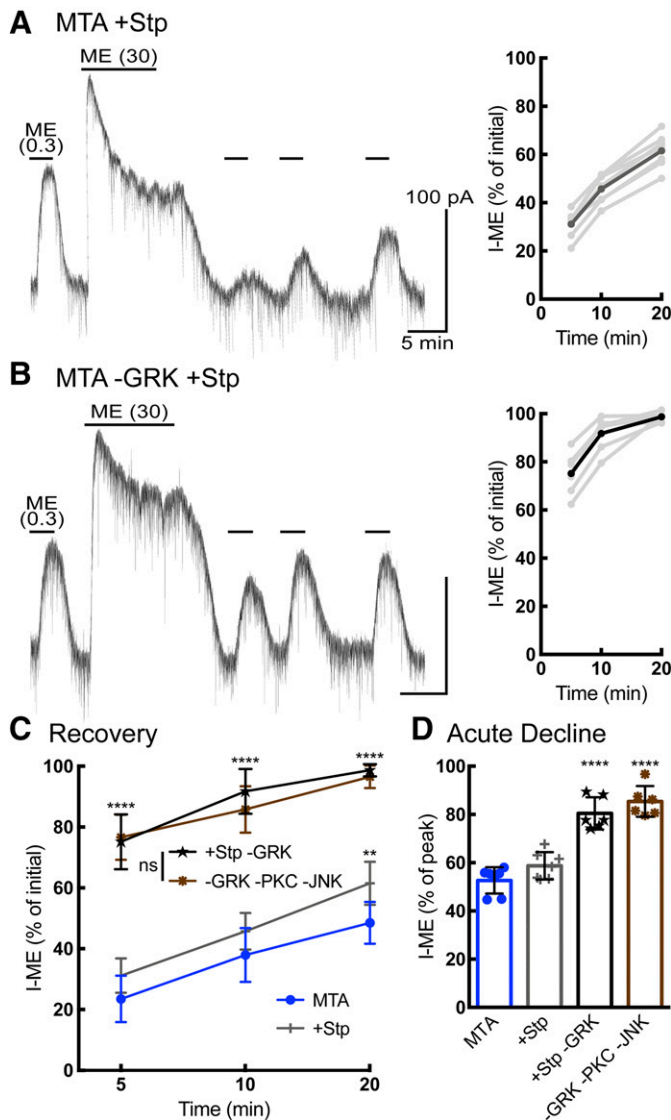 A MTA +Stp
ME (30)
ME
(0.3)
100 pA
5 min
I-ME (% of initial)
100
80
60
40
20
0
0 10 20
Time (min)
B MTA -GRK +Stp
ME (30)
ME
(0.3)
I-ME (% of initial)
100
80
60
40
20
0
0 10 20
Time (min)
C Recovery
I-ME (% of initial)
100
80
60
40
20
0
**** **** ****
ns
+Stp -GRK
-GRK -PKC -JNK
**
MTA
+Stp
5 10 20
Time (min)
D Acute Decline
I-ME (% of peak)
100
80
60
40
20
0
**** ****
MTA
+Stp
+Stp -GRK
-GRK -PKC -JNK